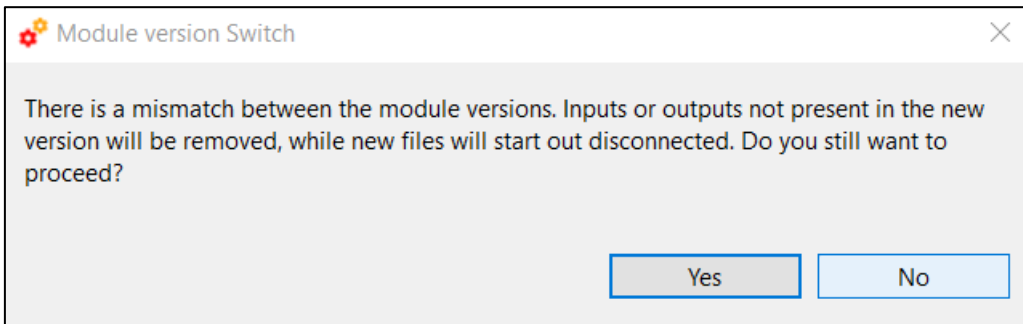 Module version Switch
There is a mismatch between the module versions. Inputs or outputs not present in the new
version will be removed, while new files will start out disconnected. Do you still want to
proceed?
Yes No